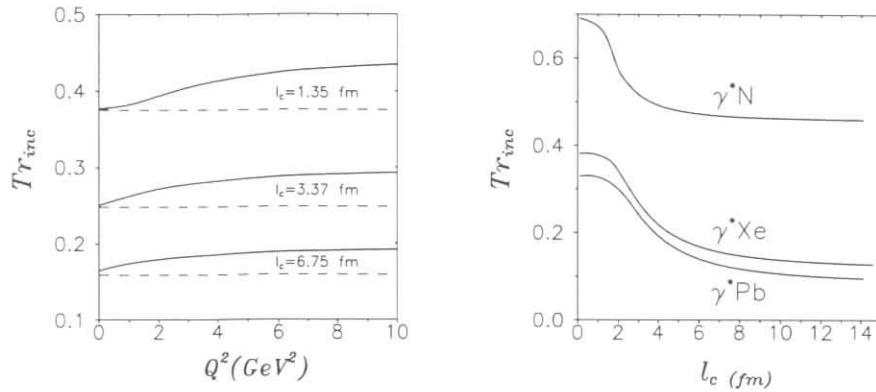 0.5
0.4
0.3
0.2
0.1
Tr_inc
l_c=1.35 fm
l_c=3.37 fm
l_c=6.75 fm
0 2 4 6 8 10
Q^2(GeV^2)
0.6
0.4
0.2
0.0
Tr_inc
γ*N
γ*Xe
γ*Pb
0 2 4 6 8 10 12 14
l_c (fm)